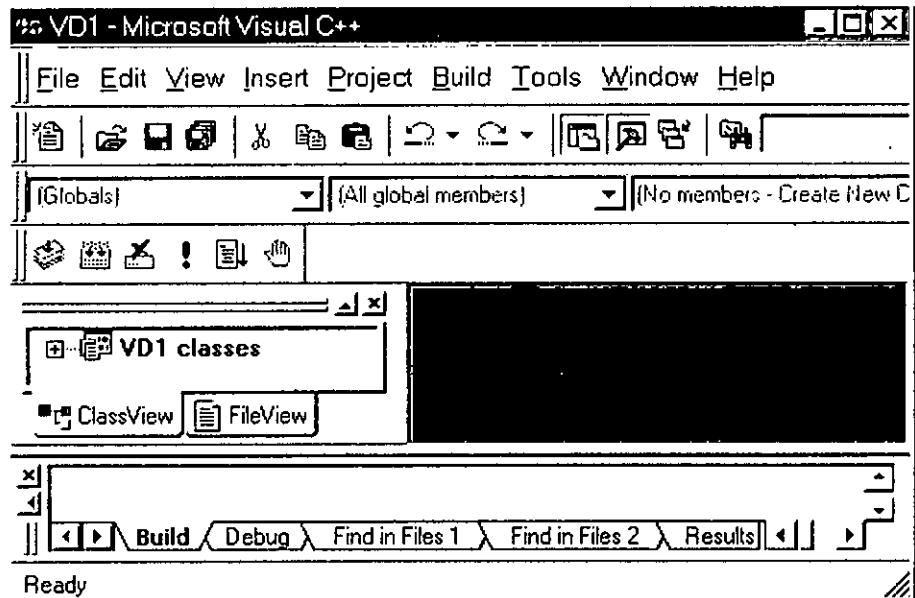 VD1 - Microsoft Visual C++
File Edit View Insert Project Build Tools Window Help
(Globals) (All global members) (No members - Create New C
VD1 classes
ClassView FileView
Build Debug Find in Files 1 Find in Files 2 Results
Ready